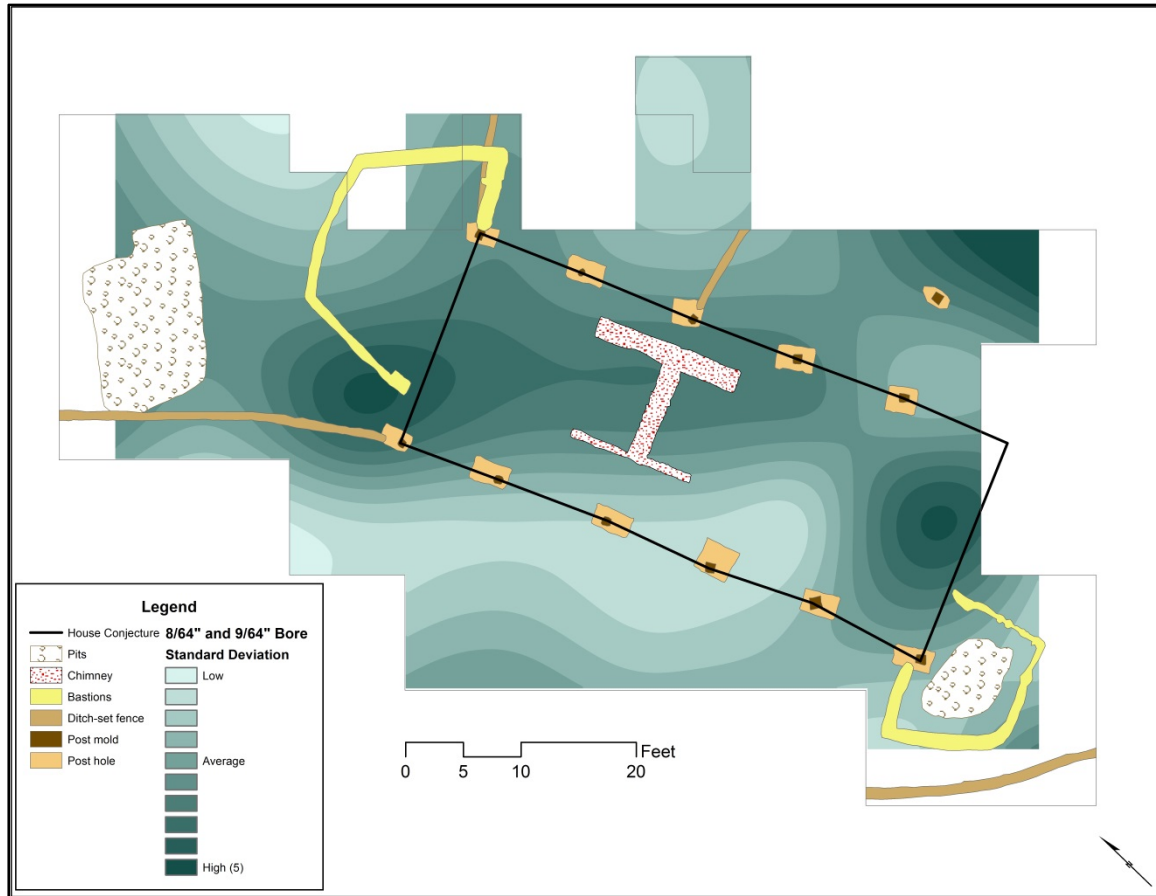 Legend
House Conjecture
Pits
Chimney
Bastions
Ditch-set fence
Post mold
Post hole
8/64" and 9/64" Bore
Standard Deviation
Low
Average
High (5)
Feet
0 5 10 20
N